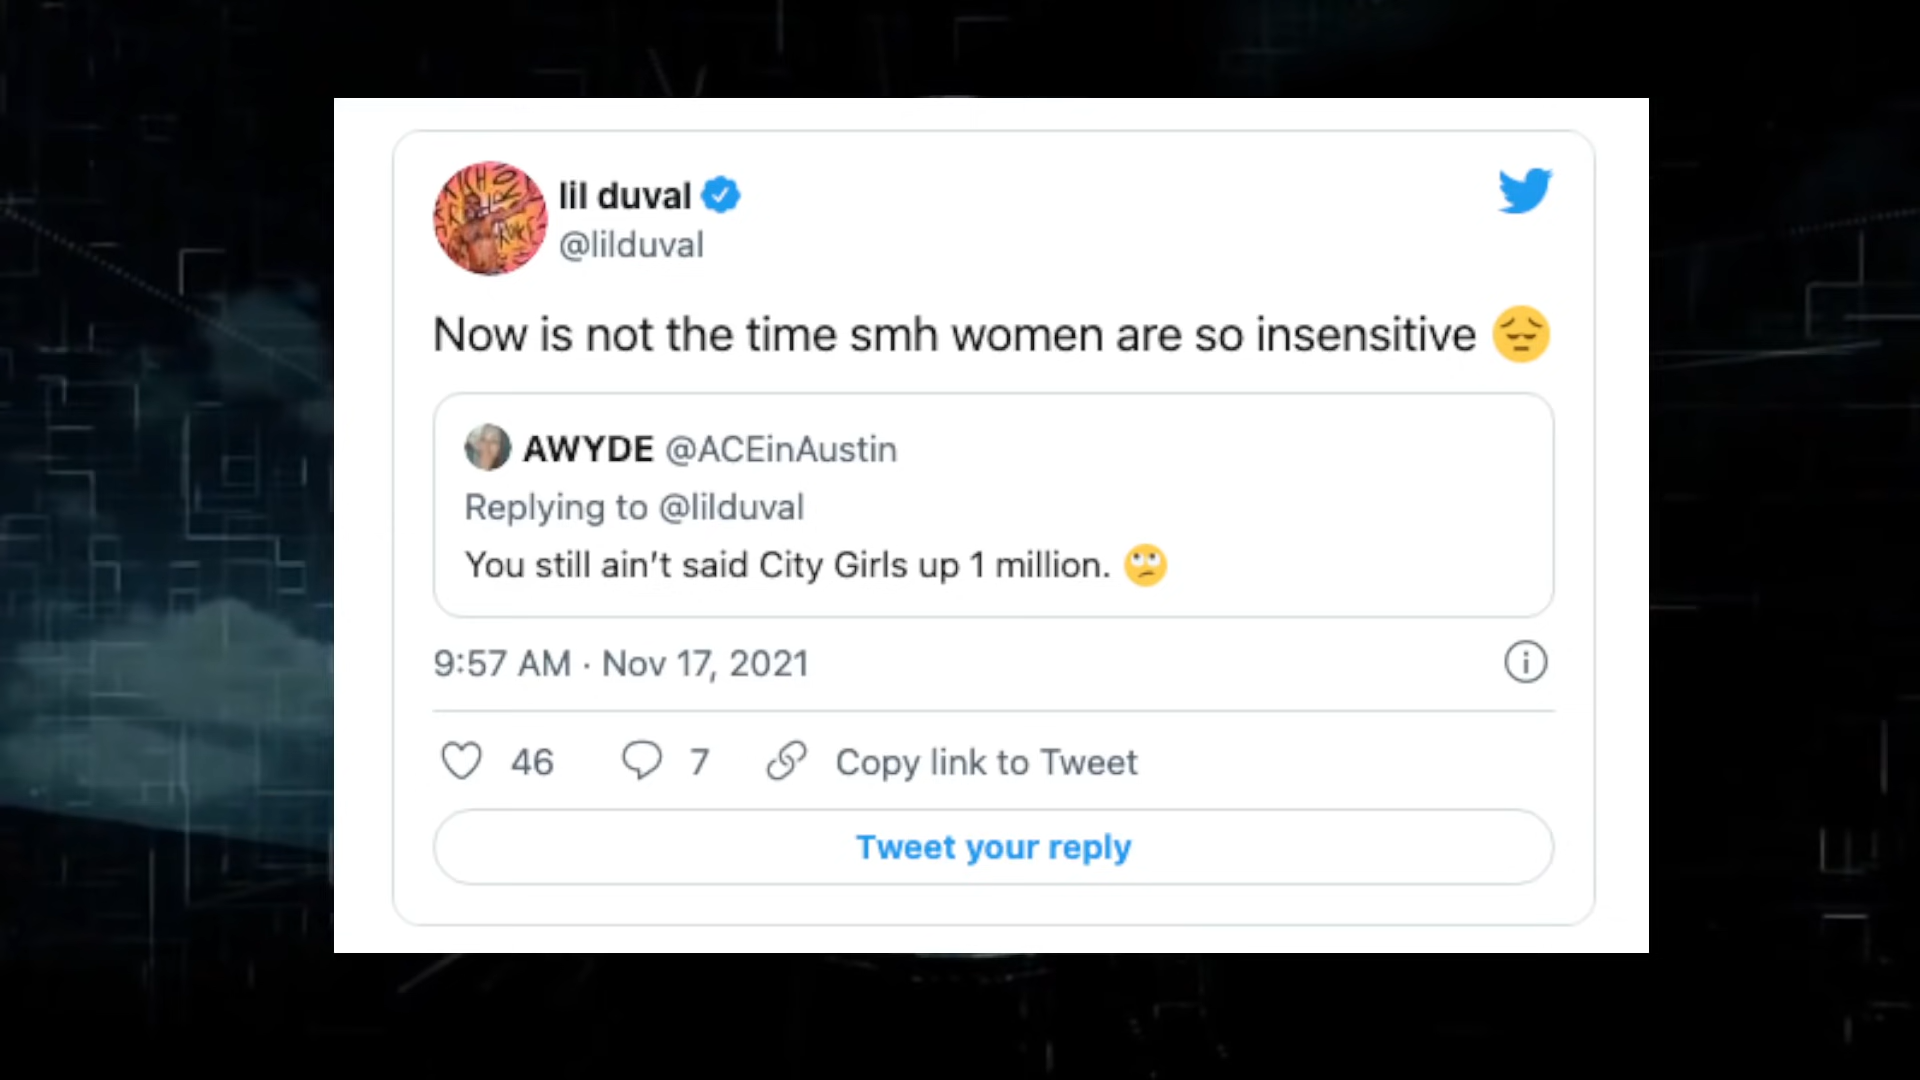 lil duval
@lilduval
Now is not the time smh women are so insensitive 😔
AWYDE @ACEinAustin
Replying to @lilduval
You still ain't said City Girls up 1 million. 🙄
9:57 AM · Nov 17, 2021
46 7 Copy link to Tweet
Tweet your reply